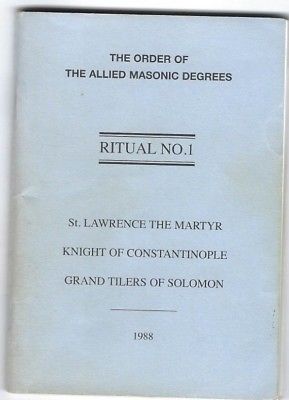 THE ORDER OF
THE ALLIED MASONIC DEGREES
RITUAL NO.1
St. LAWRENCE THE MARTYR
KNIGHT OF CONSTANTINOPLE
GRAND TILERS OF SOLOMON
1988